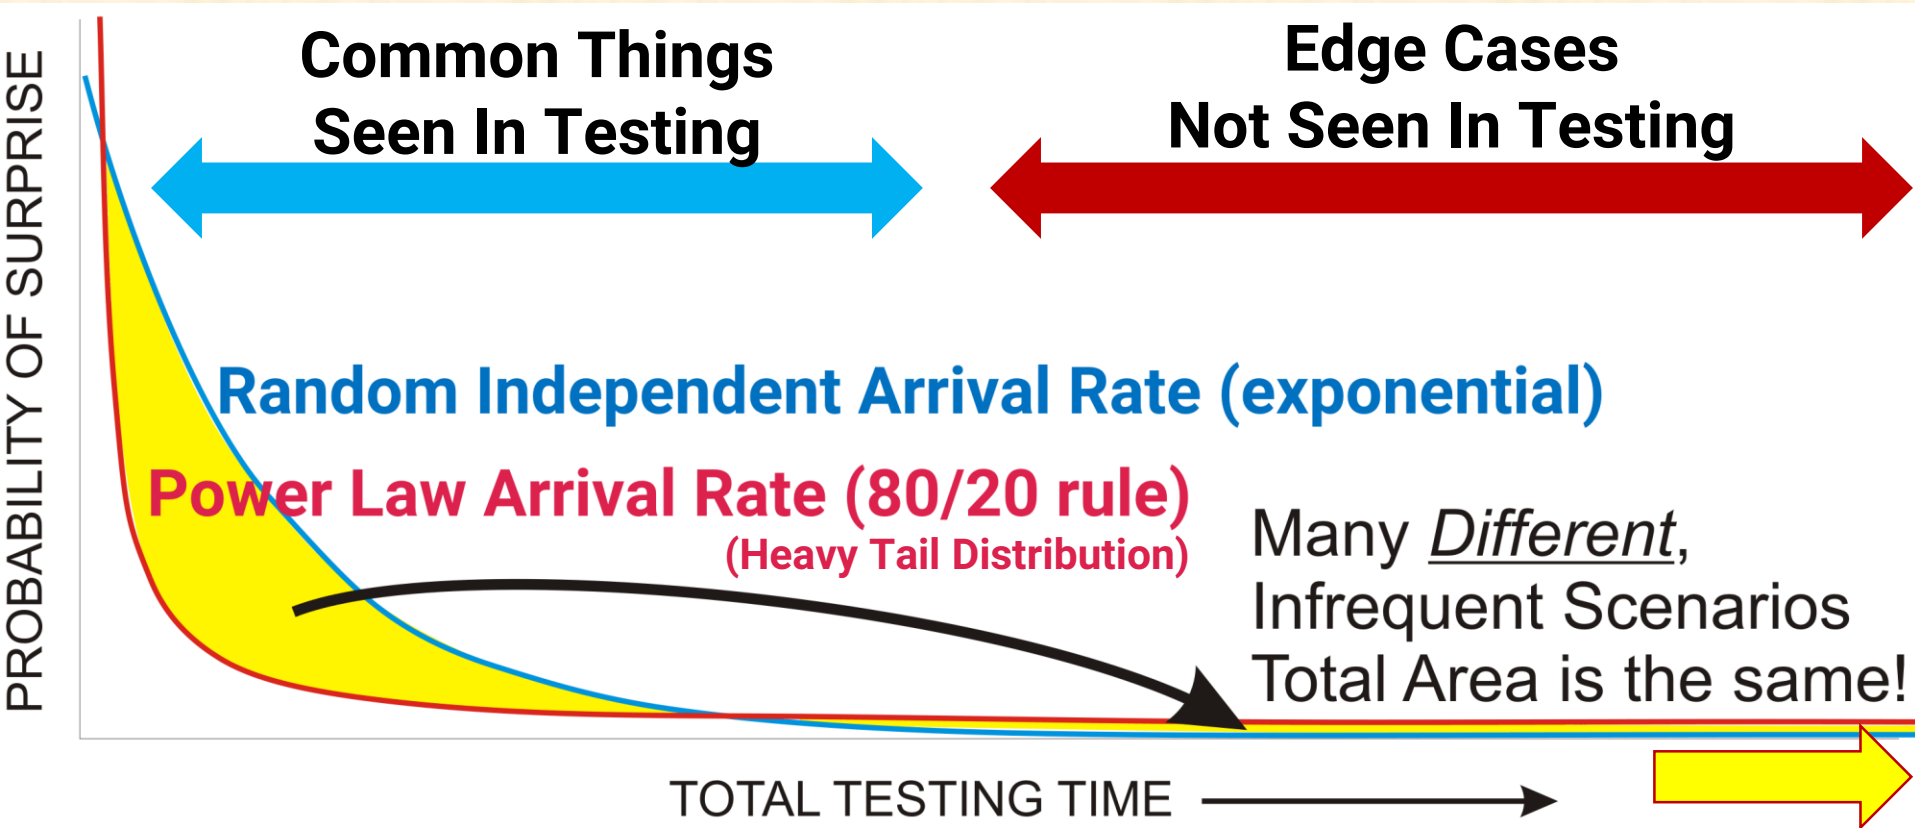 PROBABILITY OF SURPRISE
Common Things
Seen In Testing
Edge Cases
Not Seen In Testing
Random Independent Arrival Rate (exponential)
Power Law Arrival Rate (80/20 rule)
(Heavy Tail Distribution)
Many Different,
Infrequent Scenarios
Total Area is the same!
TOTAL TESTING TIME